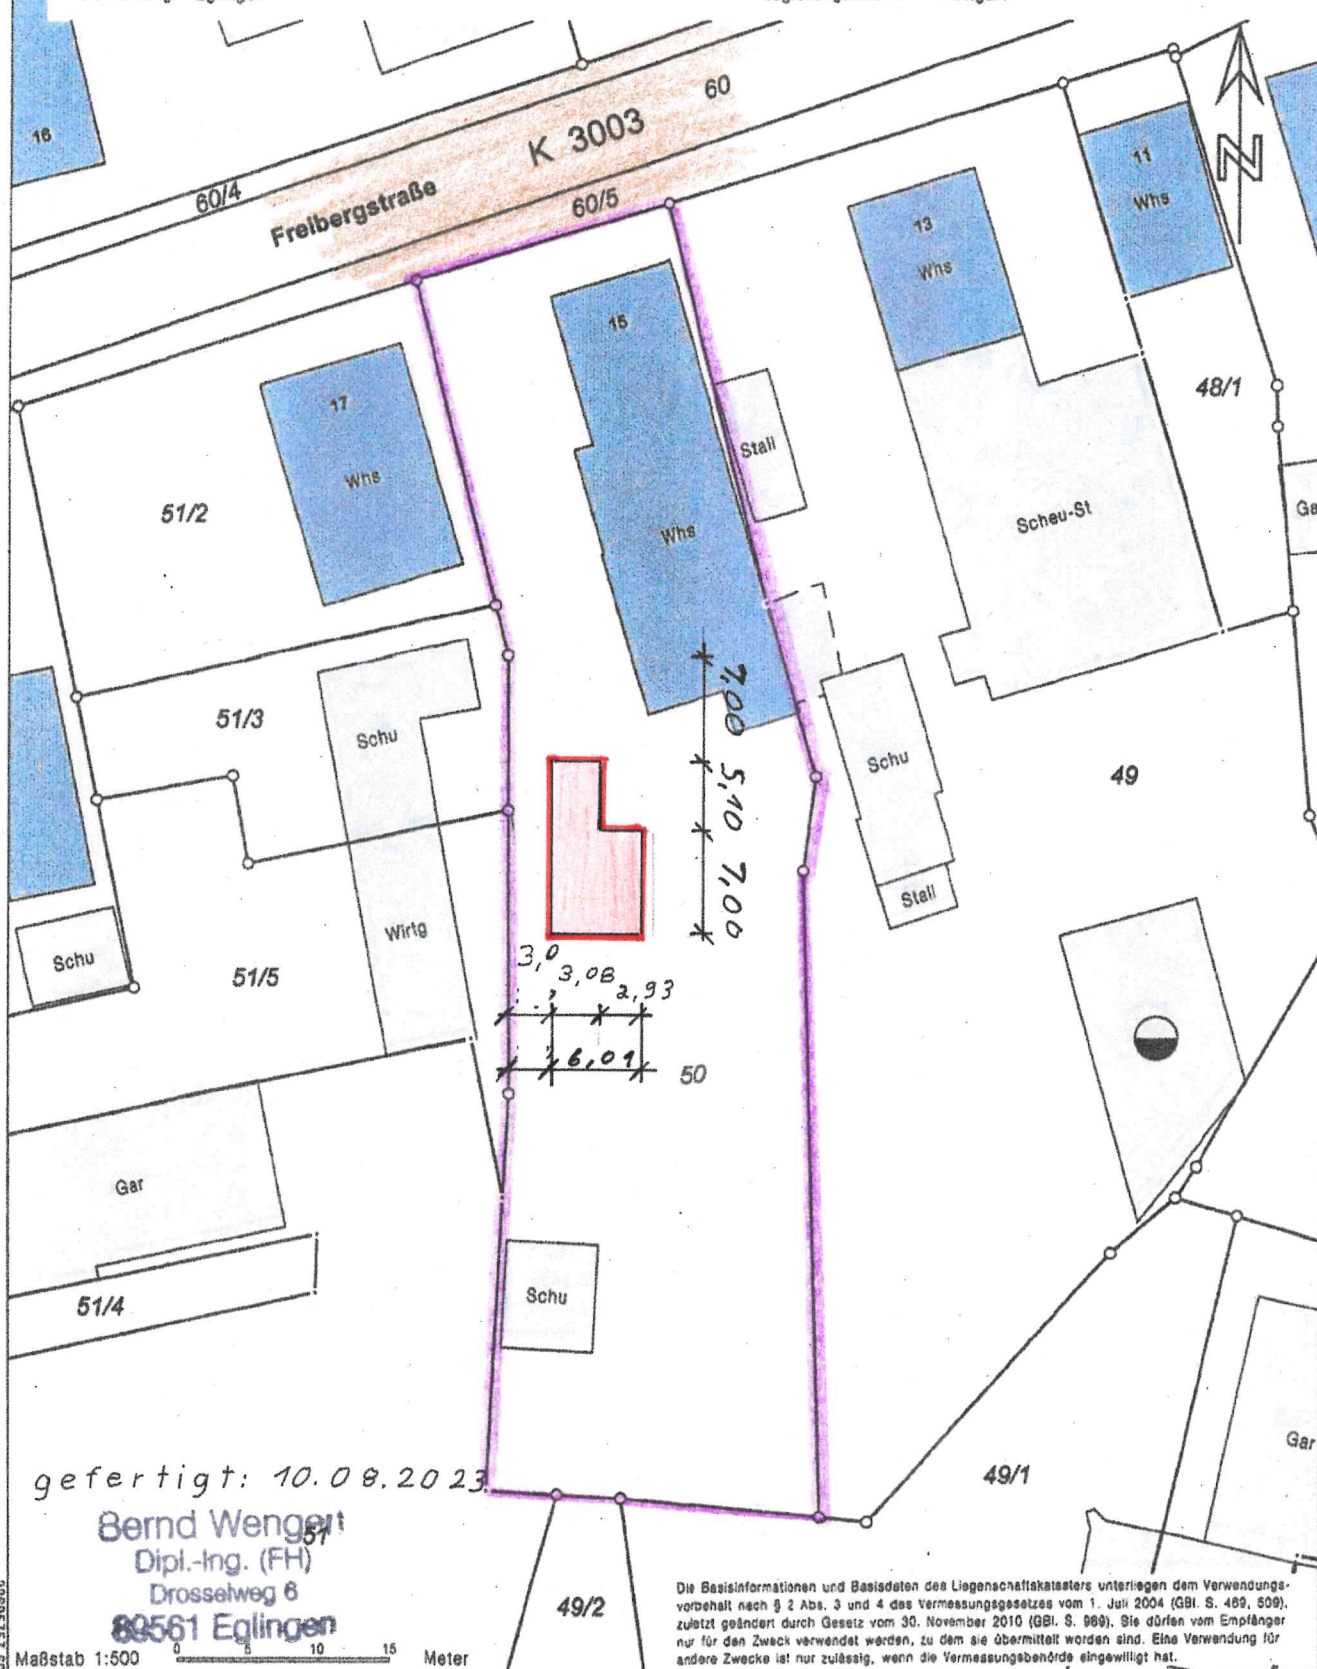 60
K 3003
16
60/4
Freibergstraße
60/5
N
11
Whs
13
Whs
15
17
Whs
Stall
48/1
51/2
Whs
Scheu-St
Ga
7,00
51/3
Schu
Schu
49
5,10
7,00
Stall
Wirtg
Schu
51/5
3,0
3,08
2,93
6,01
50
Gar
Schu
51/4
Gar
49/1
gefertigt: 10.08.2023
Bernd Wengert
51
Dipl.-Ing. (FH)
Drosselweg 6
89561 Eglingen
49/2
Maßstab 1:500
5 10 15
Meter
Die Basisinformationen und Basisdaten des Liegenschaftskatasters unterliegen dem Verwendungs-
vorbehalt nach § 2 Abs. 3 und 4 des Vermessungsgesetzes vom 1. Juli 2004 (GBl. S. 469, 509),
zuletzt geändert durch Gesetz vom 30. November 2010 (GBl. S. 989). Sie dürfen vom Empfänger
nur für den Zweck verwendet werden, zu dem sie übermittelt worden sind. Eine Verwendung für
andere Zwecke ist nur zulässig, wenn die Vermessungsbehörde eingewilligt hat.